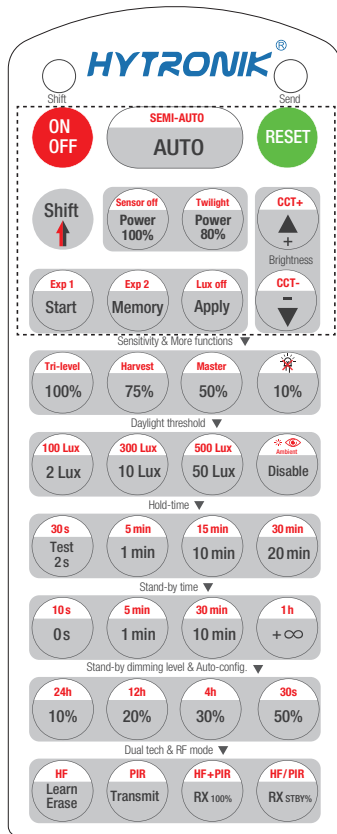 HYTRONIK®
Shift Send
ON
OFF
SEMI-AUTO
AUTO
RESET
Shift
Sensor off
Power
100%
Twilight
Power
80%
CCT+
+
Brightness
CCT-
-
Exp 1
Start
Exp 2
Memory
Lux off
Apply
Sensitivity & More functions ▼
Tri-level Harvest Master
100% 75% 50% 10%
Daylight threshold ▼
100 Lux 300 Lux 500 Lux Ambient
2 Lux 10 Lux 50 Lux Disable
Hold-time ▼
30s 5 min 15 min 30 min
Test
2s
1 min 10 min 20 min
Stand-by time ▼
10s 5 min 30 min 1h
0s 1 min 10 min +∞
Stand-by dimming level & Auto-config. ▼
24h 12h 4h 30s
10% 20% 30% 50%
Dual tech & RF mode ▼
HF PIR HF+PIR HF/PIR
Learn
Erase
Transmit RX 100% RX STBY%